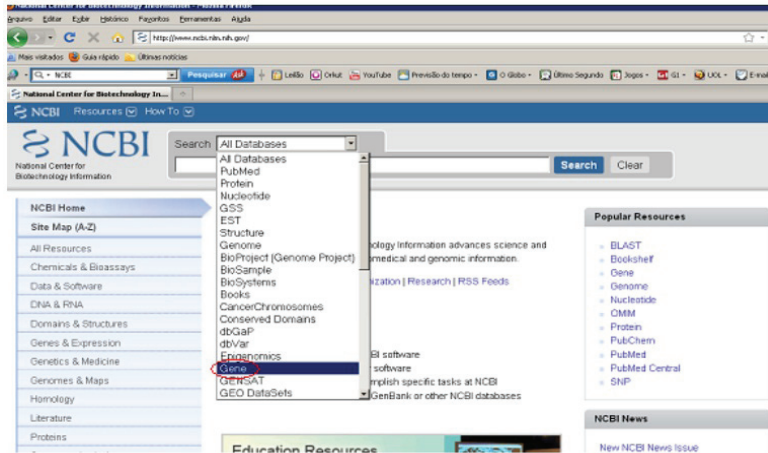 National Center for Biotechnology Information - Mozilla Firefox
Arquivo Editar Exibir Histórico Favoritos Ferramentas Ajuda
http://www.ncbi.nlm.nih.gov/
Mais visitados Guia rápido Últimas notícias
NCBI Pesquisar Leilão Orkut YouTube Previsão do tempo O Globo Último Segundo Jogos G1 UOL E-mai
National Center for Biotechnology In...
NCBI Resources How To
NCBI
National Center for
Biotechnology Information
Search All Databases
Search Clear
All Databases
PubMed
Protein
Nucleotide
GSS
EST
Structure
Genome
BioProject (Genome Project)
BioSample
BioSystems
Books
CancerChromosomes
Conserved Domains
dbGaP
dbVar
Epigenomics
Gene
GENSAT
GEO DataSets
NCBI Home
Site Map (A-Z)
All Resources
Chemicals & Bioassays
Data & Software
DNA & RNA
Domains & Structures
Genes & Expression
Genetics & Medicine
Genomes & Maps
Homology
Literature
Proteins
ology Information advances science and
omedical and genomic information.
ization | Research | RSS Feeds
BI software
software
mplish specific tasks at NCBI
GenBank or other NCBI databases
Education Resources
Popular Resources
BLAST
Bookshelf
Gene
Genome
Nucleotide
OMIM
Protein
PubChem
PubMed
PubMed Central
SNP
NCBI News
New NCBI News Issue